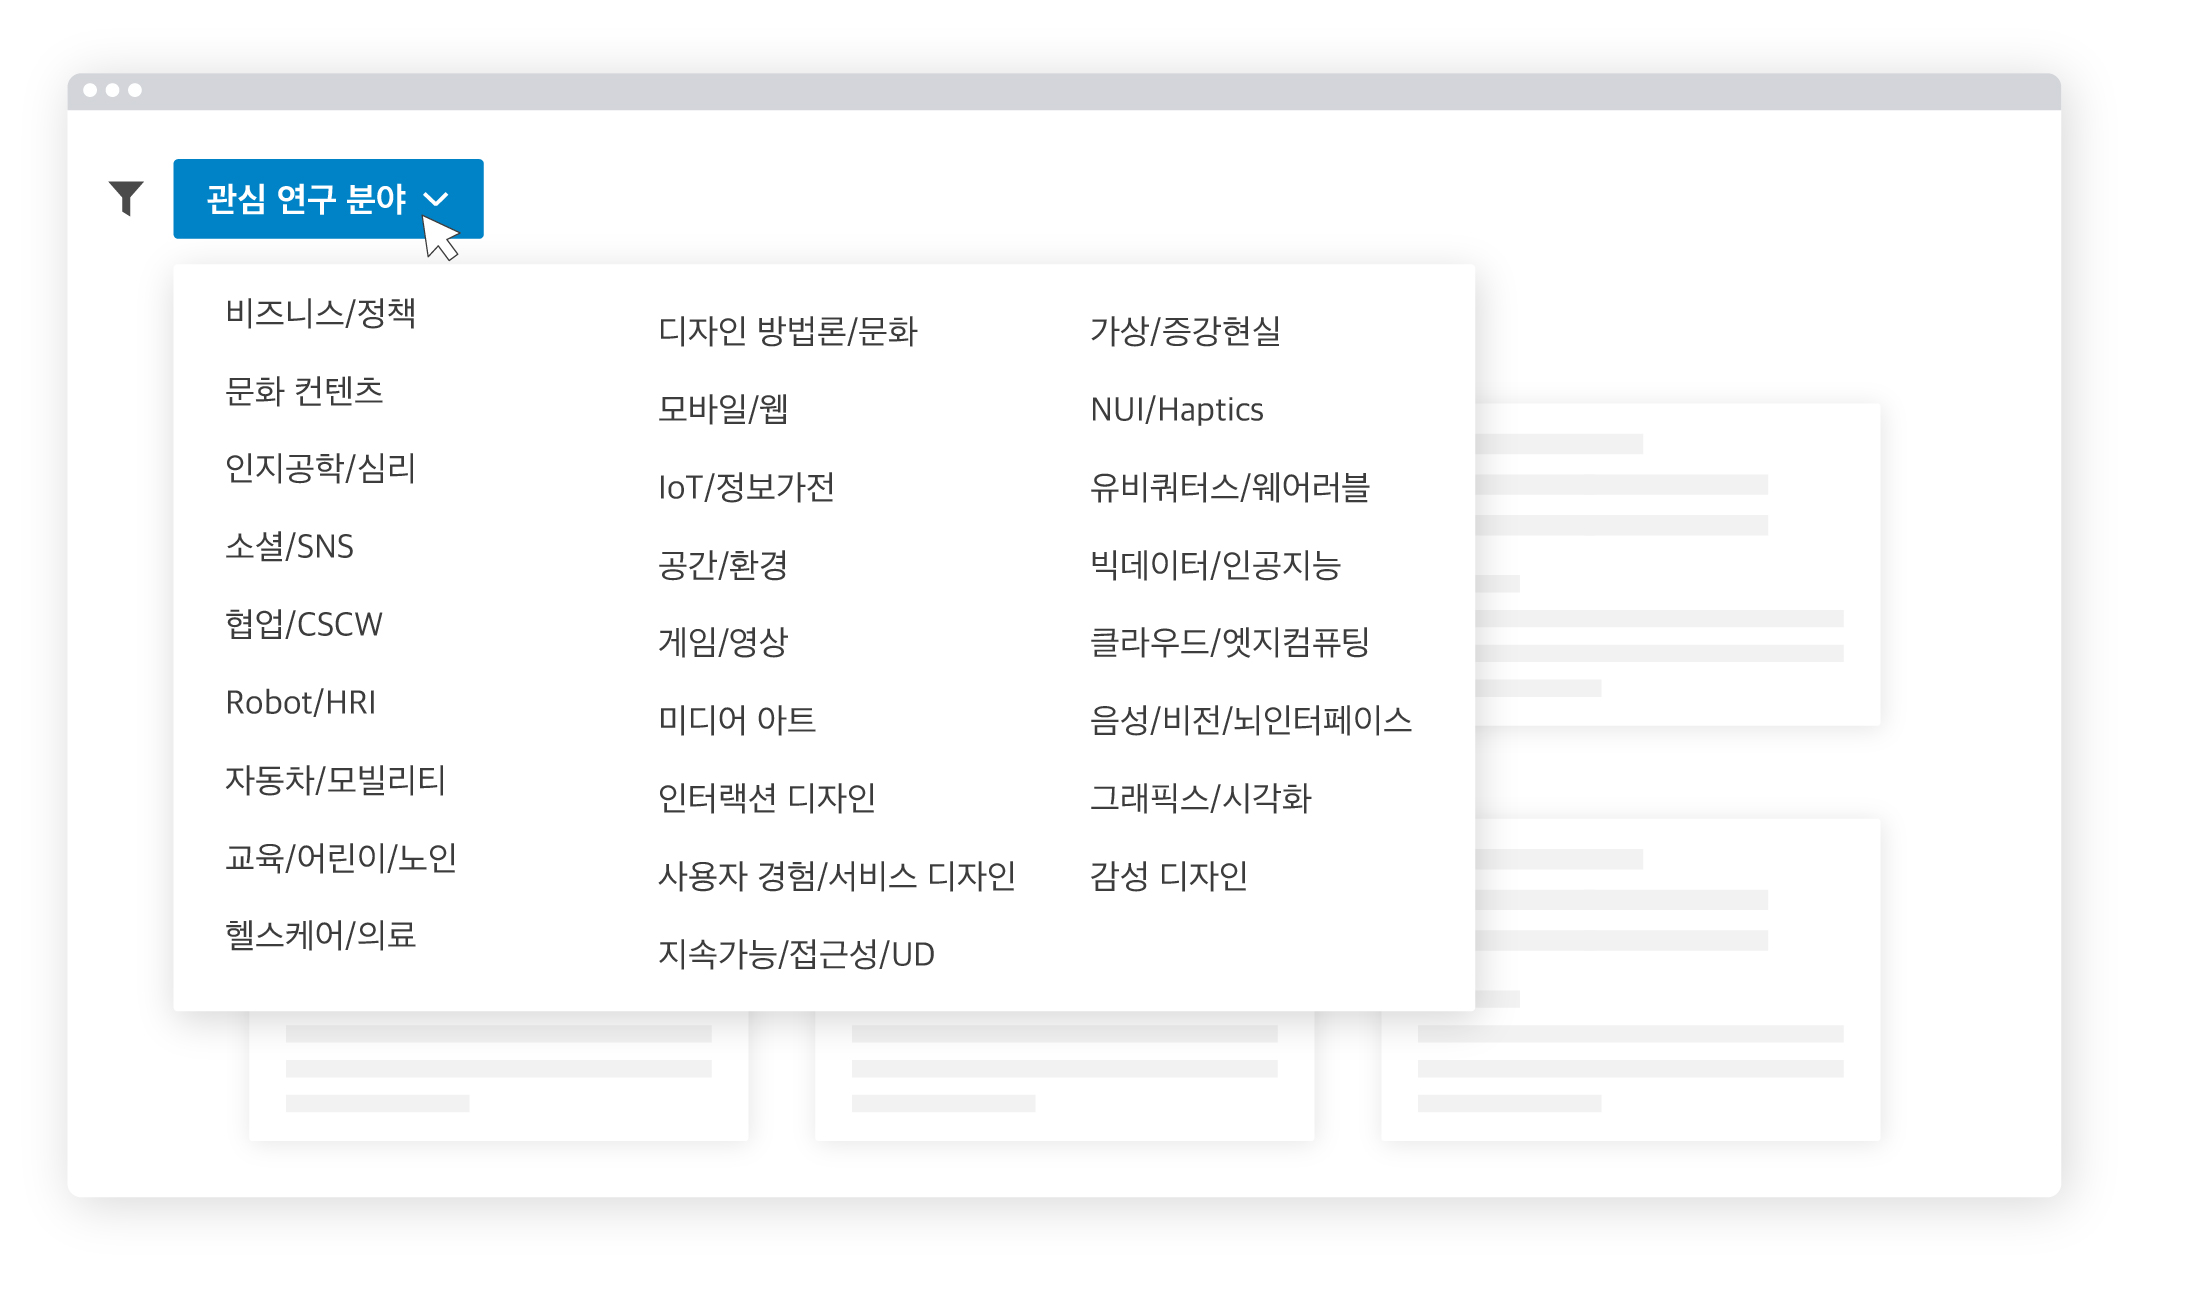 관심 연구 분야
비즈니스/정책
문화 컨텐츠
인지공학/심리
소셜/SNS
협업/CSCW
Robot/HRI
자동차/모빌리티
교육/어린이/노인
헬스케어/의료
디자인 방법론/문화
모바일/웹
IoT/정보가전
공간/환경
게임/영상
미디어 아트
인터랙션 디자인
사용자 경험/서비스 디자인
지속가능/접근성/UD
가상/증강현실
NUI/Haptics
유비쿼터스/웨어러블
빅데이터/인공지능
클라우드/엣지컴퓨팅
음성/비전/뇌인터페이스
그래픽스/시각화
감성 디자인